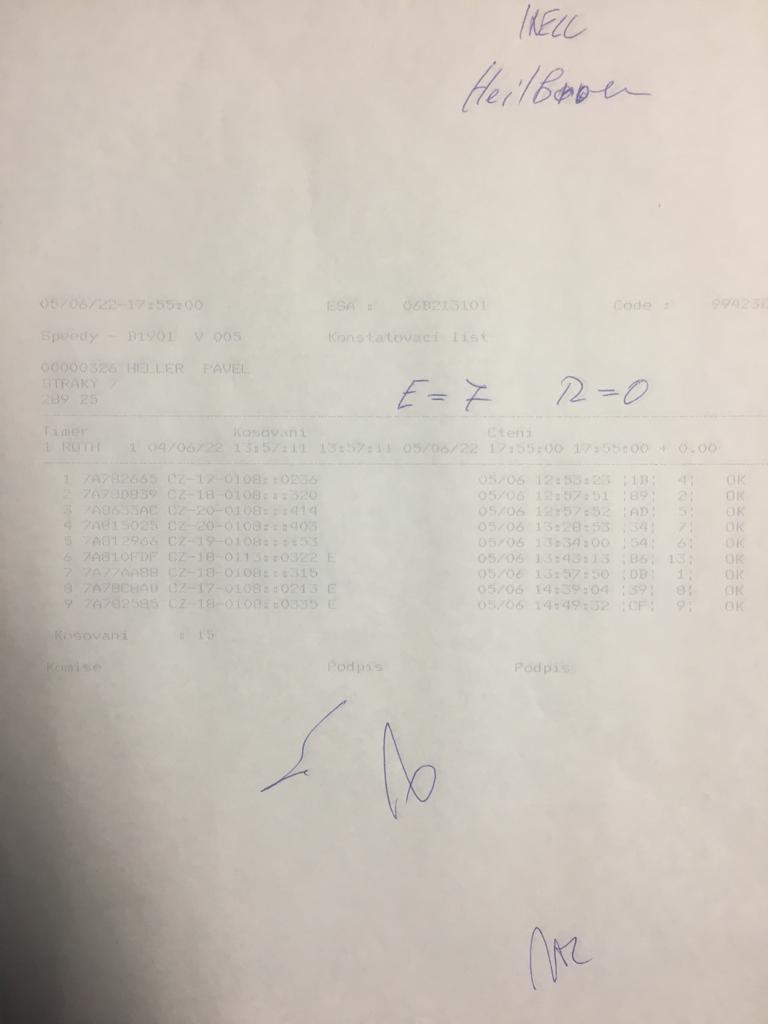 05/06/22-17:55:00 ESA : 06B213101 Code :
Speedy - B1901 V 005 Konstatovaci list
00000326 HELLER PAVEL
STRAKY 7
289 25
E = 7 R = 0
Timer Kosovani Cteni
1 RUTH 1 04/06/22 13:57:11 13:57:11 05/06/22 17:55:00 17:55:00 + 0.00
1 7A782665 CZ-17-0108::0236 05/06 12:53:23 ¦1B¦ 4¦ OK
2 7A78D839 CZ-18-0108:::320 05/06 12:57:51 ¦89¦ 2¦ OK
3 7A8633AC CZ-20-0108:::414 05/06 12:57:52 ¦AD¦ 5¦ OK
4 7A815025 CZ-20-0108:::403 05/06 13:28:53 ¦34¦ 7¦ OK
5 7A812966 CZ-19-0108::::53 05/06 13:34:00 ¦54¦ 6¦ OK
6 7A810FDF CZ-18-0113::0322 E 05/06 13:43:13 ¦B6¦ 13¦ OK
7 7A77AA8B CZ-18-0108:::315 05/06 13:57:50 ¦DB¦ 1¦ OK
8 7A78C8AD CZ-17-0108::0213 E 05/06 14:39:04 ¦39¦ 8¦ OK
9 7A782585 CZ-18-0108::0335 E 05/06 14:49:32 ¦CF¦ 9¦ OK
Kosovani : 15
Komise Podpis Podpis